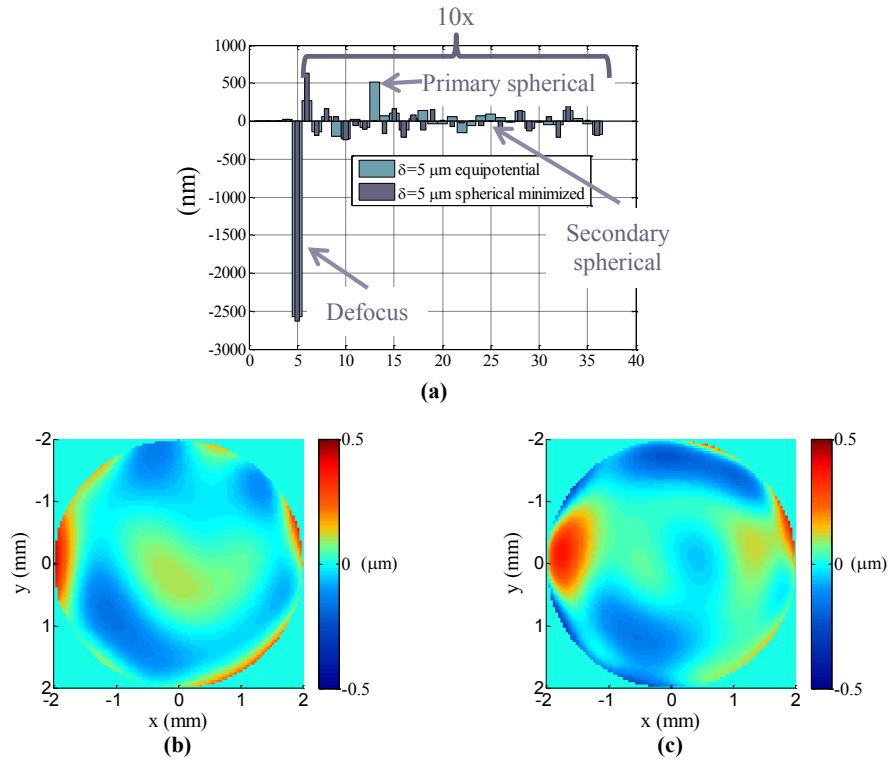 10x
1000
500
0
-500
-1000
-1500
-2000
-2500
-3000
(nm)
Primary spherical
δ=5 μm equipotential
δ=5 μm spherical minimized
Secondary
spherical
Defocus
0 5 10 15 20 25 30 35 40
(a)
-2
-1
0
1
2
y (mm)
-2 -1 0 1 2
x (mm)
0.5
0 (μm)
-0.5
(b)
-2
-1
0
1
2
y (mm)
-2 -1 0 1 2
x (mm)
0.5
0 (μm)
-0.5
(c)